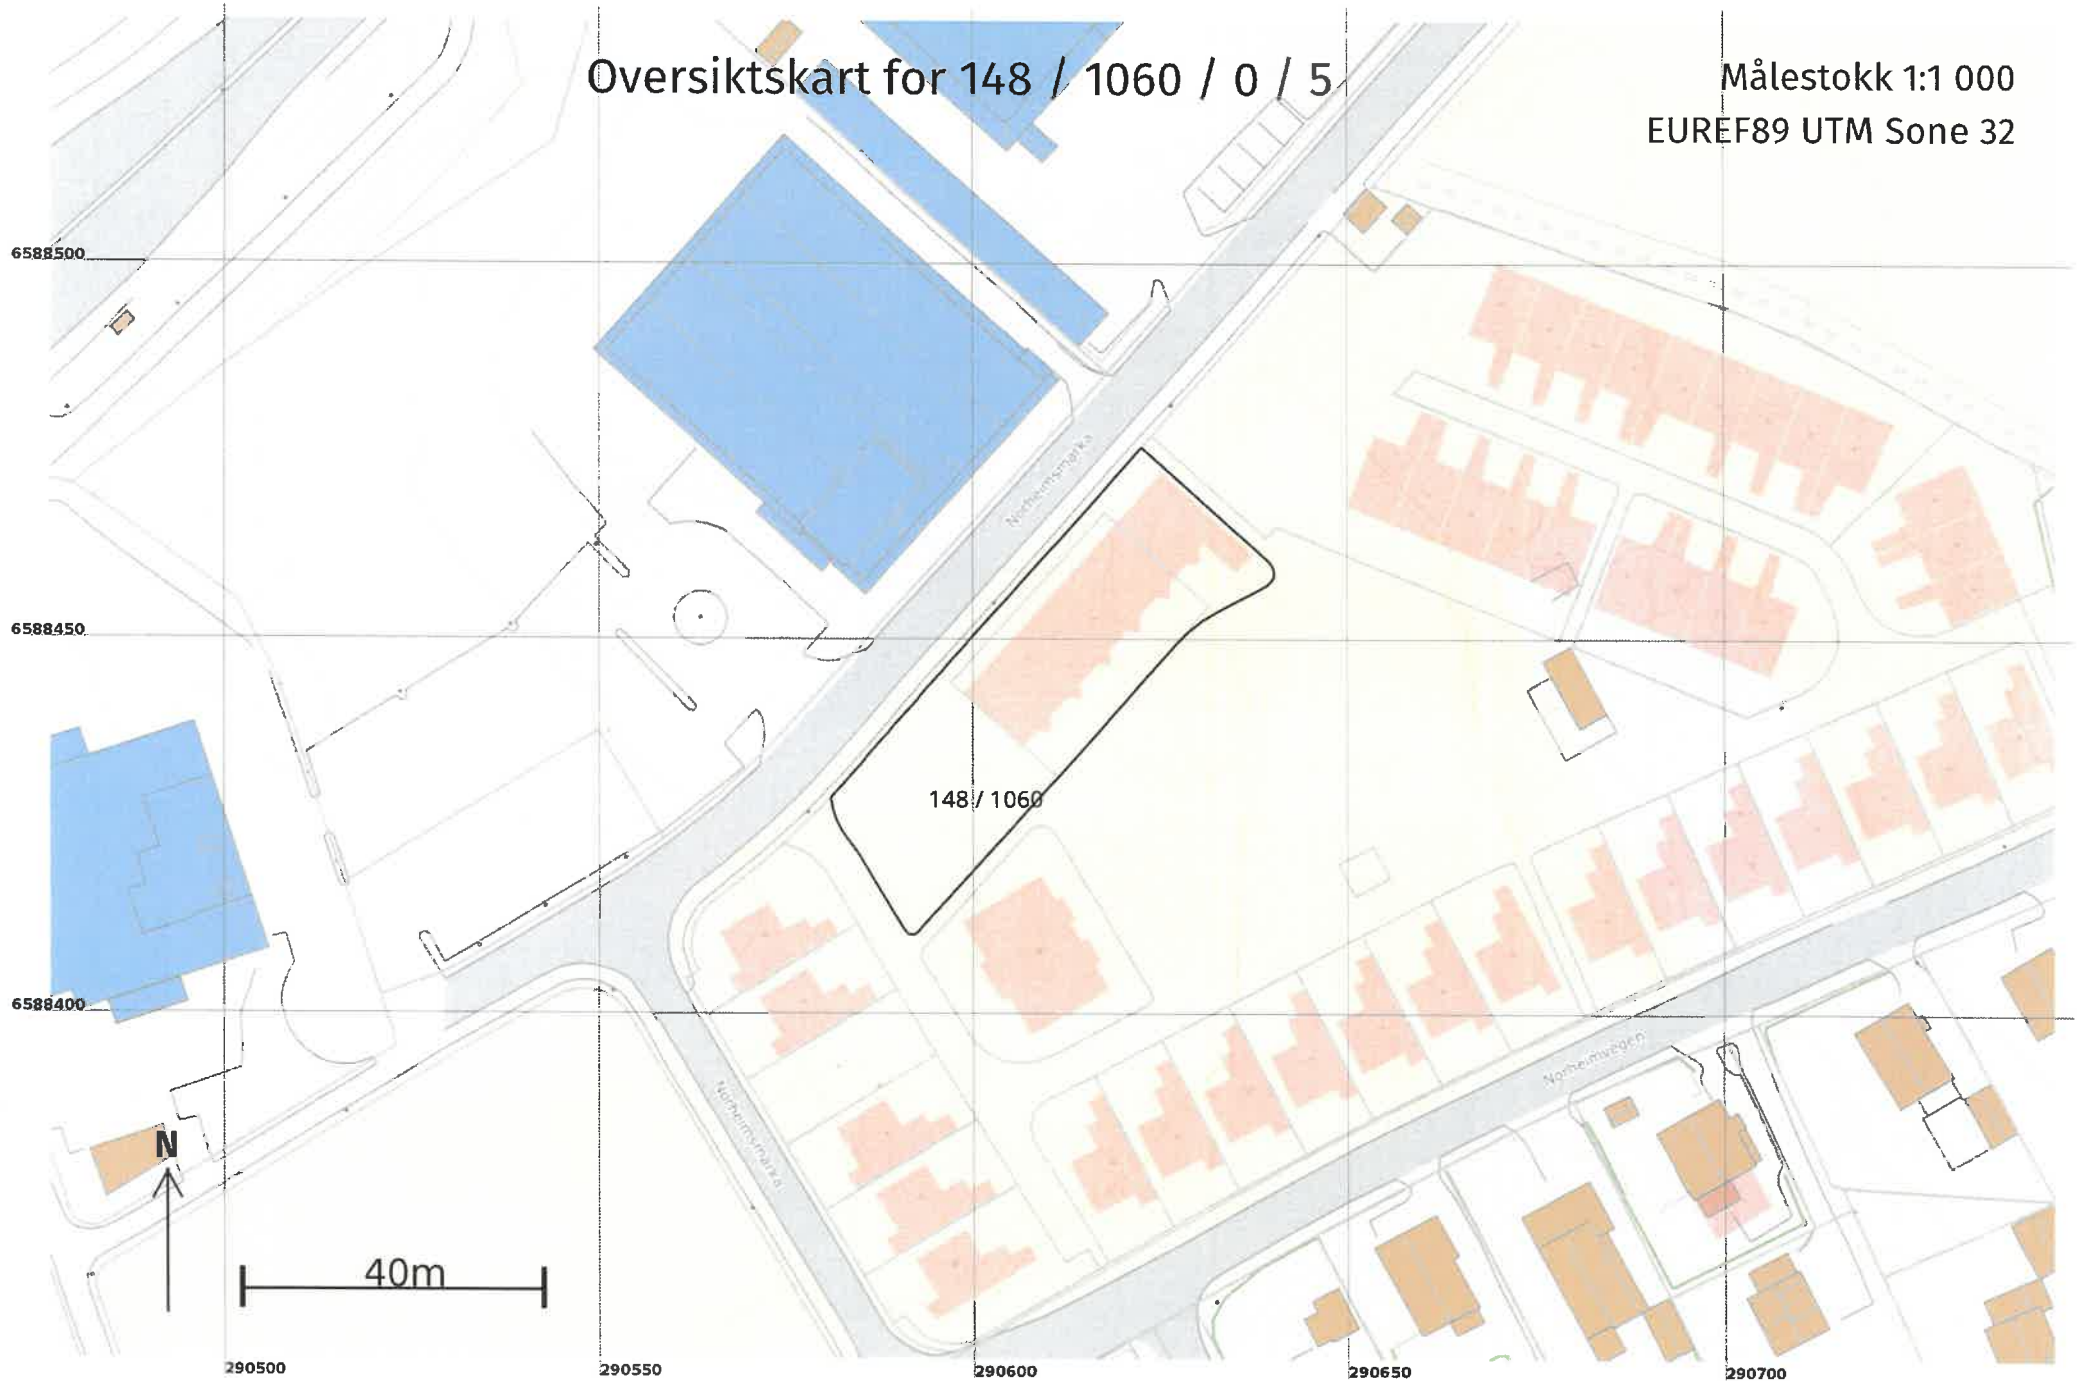 Oversiktskart for 148 / 1060 / 0 / 5
Målestokk 1:1 000
EUREF89 UTM Sone 32
6588500
Norheimsmarka
6588450
148 / 1060
6588400
Norheimvegen
Norheimsmarka
N
40m
290500
290550
290600
290650
290700